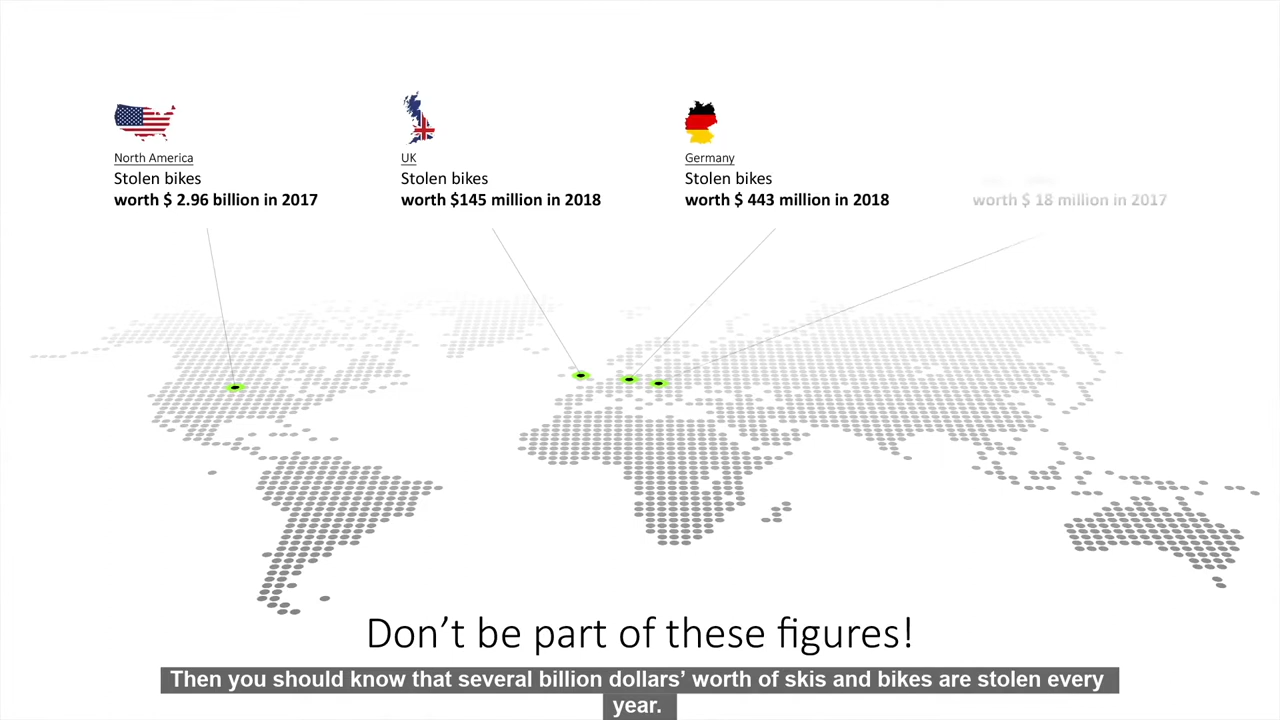 North America
Stolen bikes
worth $ 2.96 billion in 2017
UK
Stolen bikes
worth $145 million in 2018
Germany
Stolen bikes
worth $ 443 million in 2018
worth $ 18 million in 2017
Don’t be part of these figures!
Then you should know that several billion dollars’ worth of skis and bikes are stolen every
year.